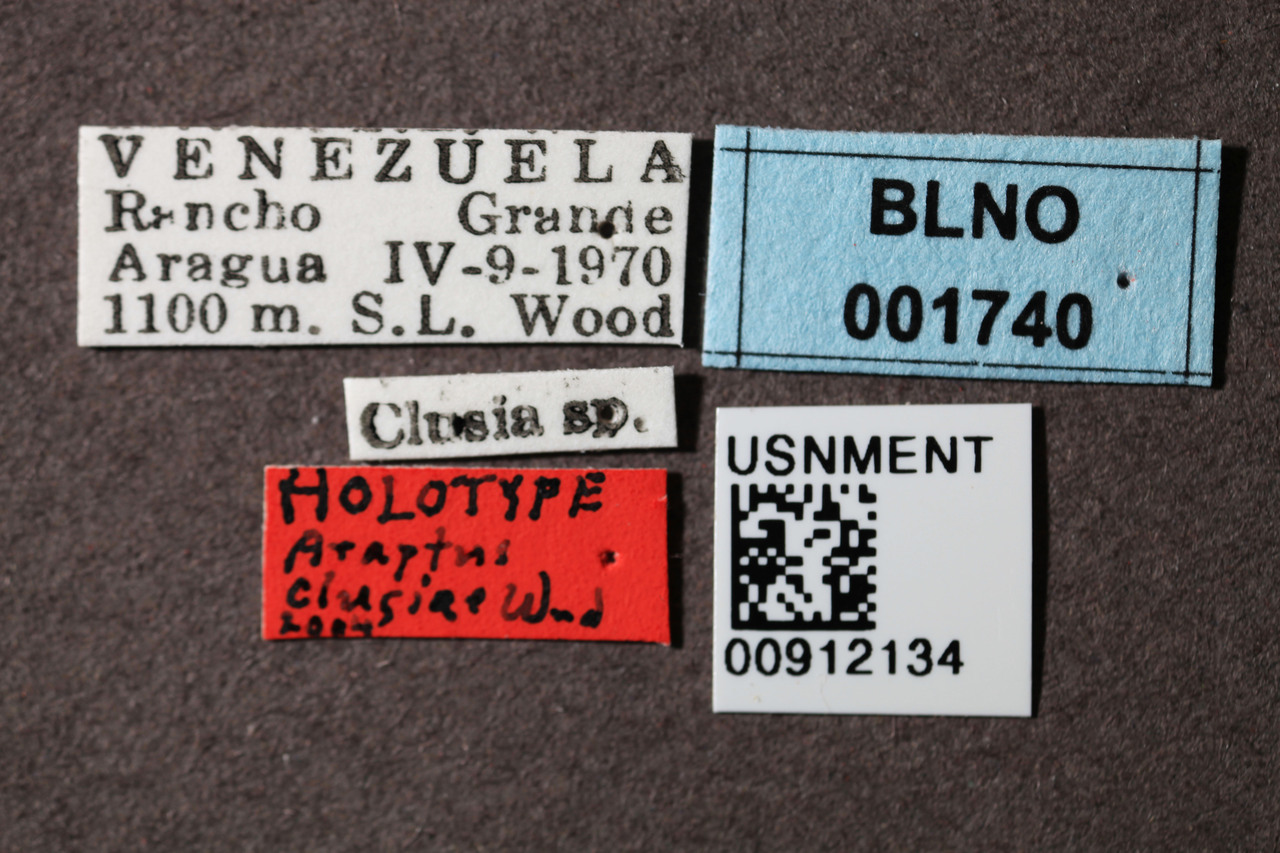 VENEZUELA
Rancho Grande
Aragua IV-9-1970
1100 m. S.L. Wood
BLNO
001740
Clusia sp.
HOLOTYPE
Araptus
clusiae Wood
2004
USNMENT
00912134